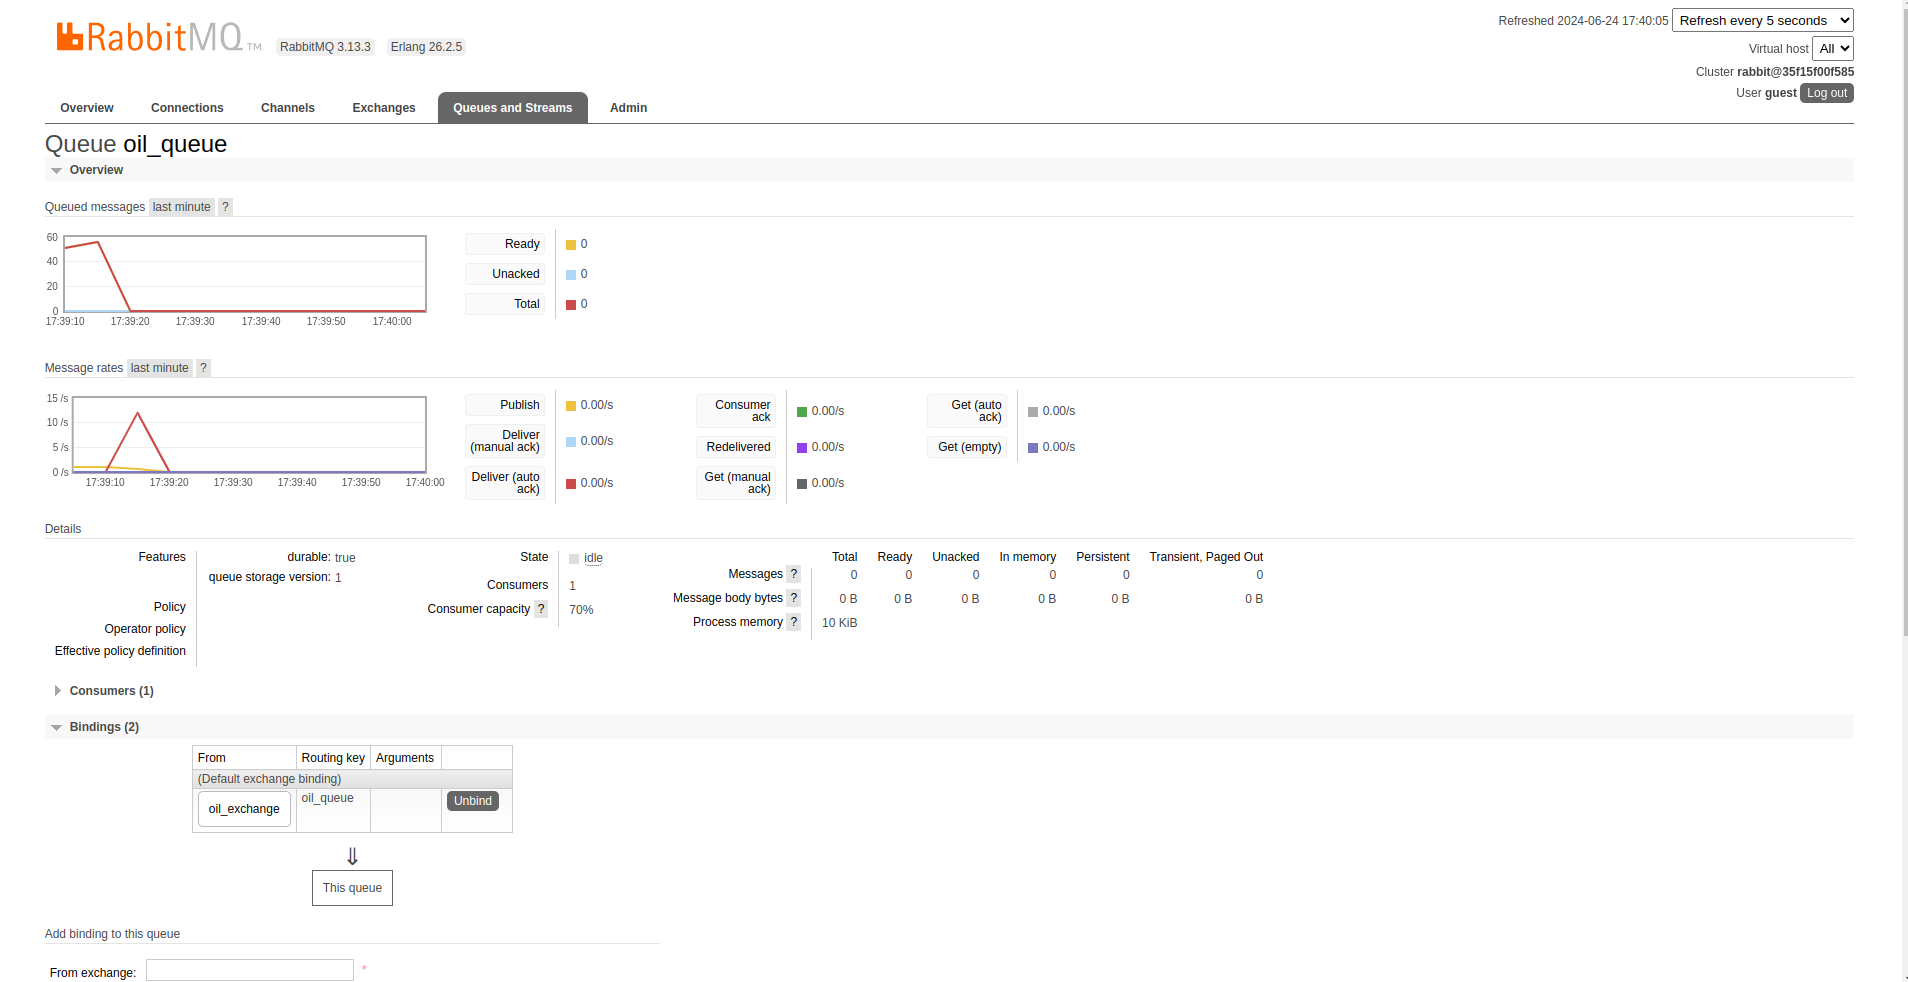 RabbitMQ TM RabbitMQ 3.13.3 Erlang 26.2.5
Refreshed 2024-06-24 17:40:05 Refresh every 5 seconds
Virtual host All
Cluster rabbit@35f15f00f585
User guest Log out
Overview Connections Channels Exchanges Queues and Streams Admin
Queue oil_queue
Overview
Queued messages last minute ?
60
40
20
0
17:39:10 17:39:20 17:39:30 17:39:40 17:39:50 17:40:00
Ready 0
Unacked 0
Total 0
Message rates last minute ?
15 /s
10 /s
5 /s
0 /s
17:39:10 17:39:20 17:39:30 17:39:40 17:39:50 17:40:00
Publish 0.00/s
Deliver
(manual ack) 0.00/s
Deliver (auto
ack) 0.00/s
Consumer
ack 0.00/s
Redelivered 0.00/s
Get (manual
ack) 0.00/s
Get (auto
ack) 0.00/s
Get (empty) 0.00/s
Details
Features durable: true
queue storage version: 1
Policy
Operator policy
Effective policy definition
State idle
Consumers 1
Consumer capacity ? 70%
Total Ready Unacked In memory Persistent Transient, Paged Out
Messages ? 0 0 0 0 0 0
Message body bytes ? 0 B 0 B 0 B 0 B 0 B 0 B
Process memory ? 10 KiB
Consumers (1)
Bindings (2)
From Routing key Arguments
(Default exchange binding)
oil_exchange oil_queue Unbind
⇓
This queue
Add binding to this queue
From exchange: *